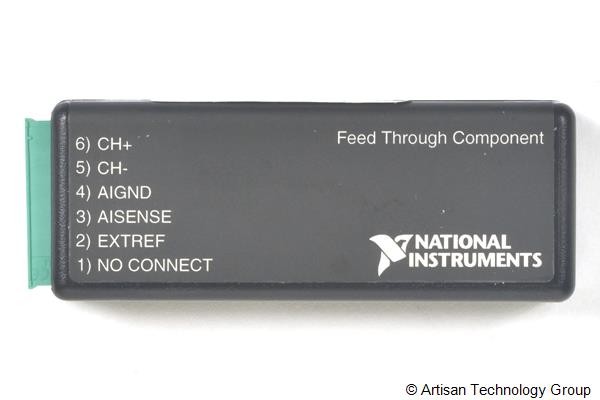 Feed Through Component
6) CH+
5) CH-
4) AIGND
3) AISENSE
2) EXTREF
1) NO CONNECT
NATIONAL
INSTRUMENTS
© Artisan Technology Group